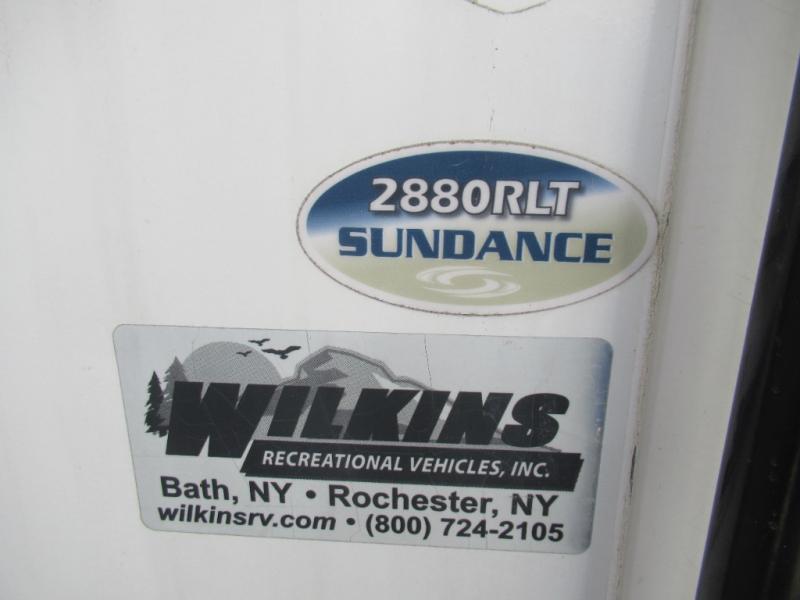 2880RLT
SUNDANCE
WILKINS
RECREATIONAL VEHICLES, INC.
Bath, NY • Rochester, NY
wilkinsrv.com • (800) 724-2105